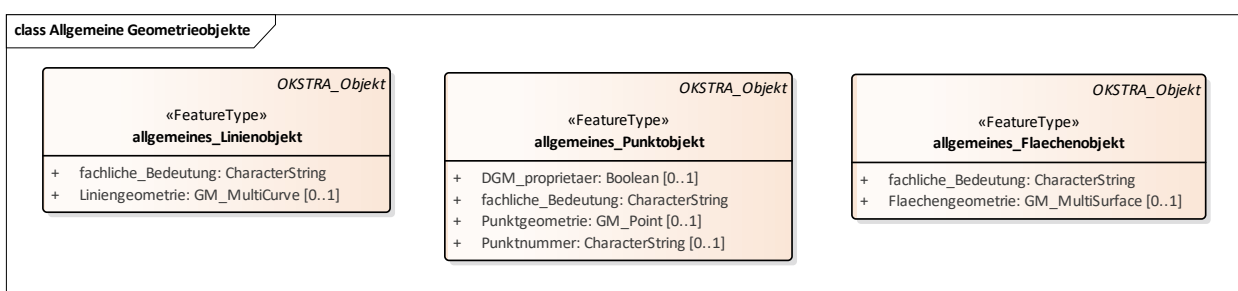 class Allgemeine Geometrieobjekte
OKSTRA_Objekt
«FeatureType»
allgemeines_Linienobjekt
+ fachliche_Bedeutung: CharacterString
+ Liniengeometrie: GM_MultiCurve [0..1]
OKSTRA_Objekt
«FeatureType»
allgemeines_Punktobjekt
+ DGM_proprietaer: Boolean [0..1]
+ fachliche_Bedeutung: CharacterString
+ Punktgeometrie: GM_Point [0..1]
+ Punktnummer: CharacterString [0..1]
OKSTRA_Objekt
«FeatureType»
allgemeines_Flaechenobjekt
+ fachliche_Bedeutung: CharacterString
+ Flaechengeometrie: GM_MultiSurface [0..1]